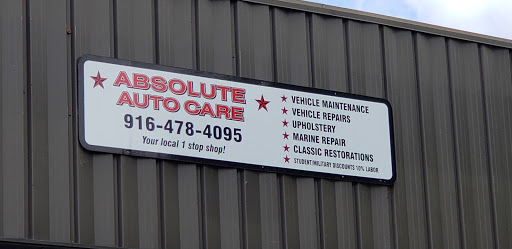 ABSOLUTE
AUTO CARE
916-478-4095
Your local 1 stop shop!
VEHICLE MAINTENANCE
VEHICLE REPAIRS
UPHOLSTERY
MARINE REPAIR
CLASSIC RESTORATIONS
STUDENT/MILITARY DISCOUNTS 10% LABOR